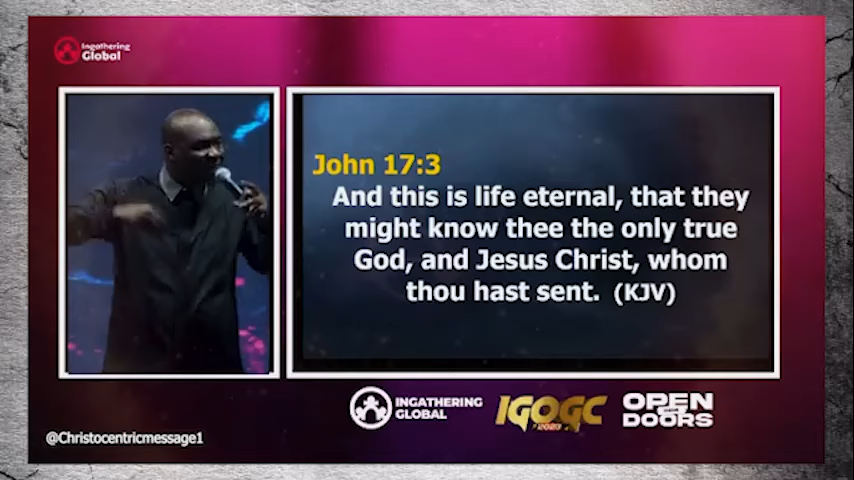 Ingathering
Global
John 17:3
And this is life eternal, that they
might know thee the only true
God, and Jesus Christ, whom
thou hast sent. (KJV)
INGATHERING
GLOBAL
IGOGC
2023
OPEN
DOORS
@Christocentricmessage1